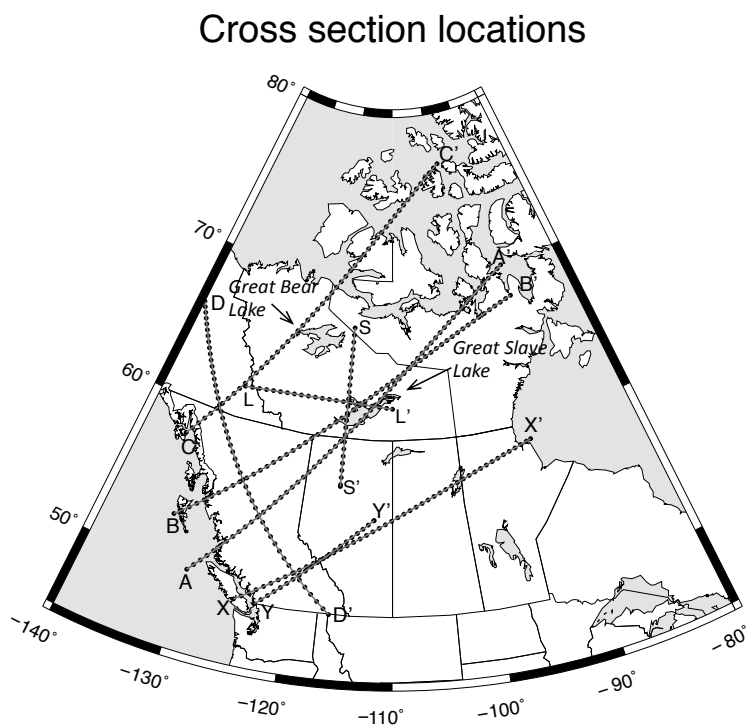 Cross section locations
80°
C'
70°
A'
B'
Great Bear
Lake
D
S
Great Slave
Lake
60°
L
L'
X'
C
S'
Y'
50°
B
A
X
Y
D'
−140°
−130°
−120°
−110°
−100°
−90°
−80°